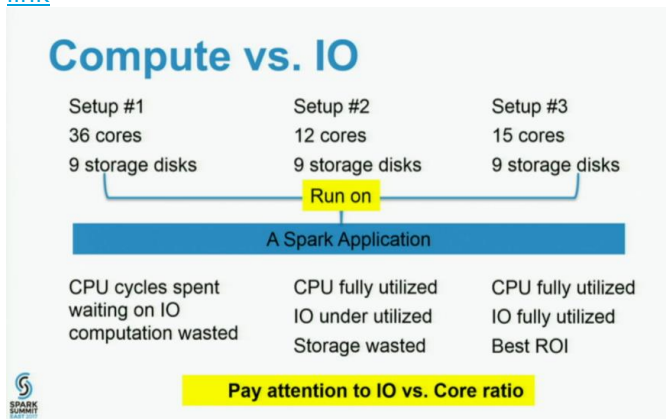 link
Compute vs. IO
Setup #1
36 cores
9 storage disks
Setup #2
12 cores
9 storage disks
Setup #3
15 cores
9 storage disks
Run on
A Spark Application
CPU cycles spent
waiting on IO
computation wasted
CPU fully utilized
IO under utilized
Storage wasted
CPU fully utilized
IO fully utilized
Best ROI
Pay attention to IO vs. Core ratio
SPARK
SUMMIT
EAST 2017